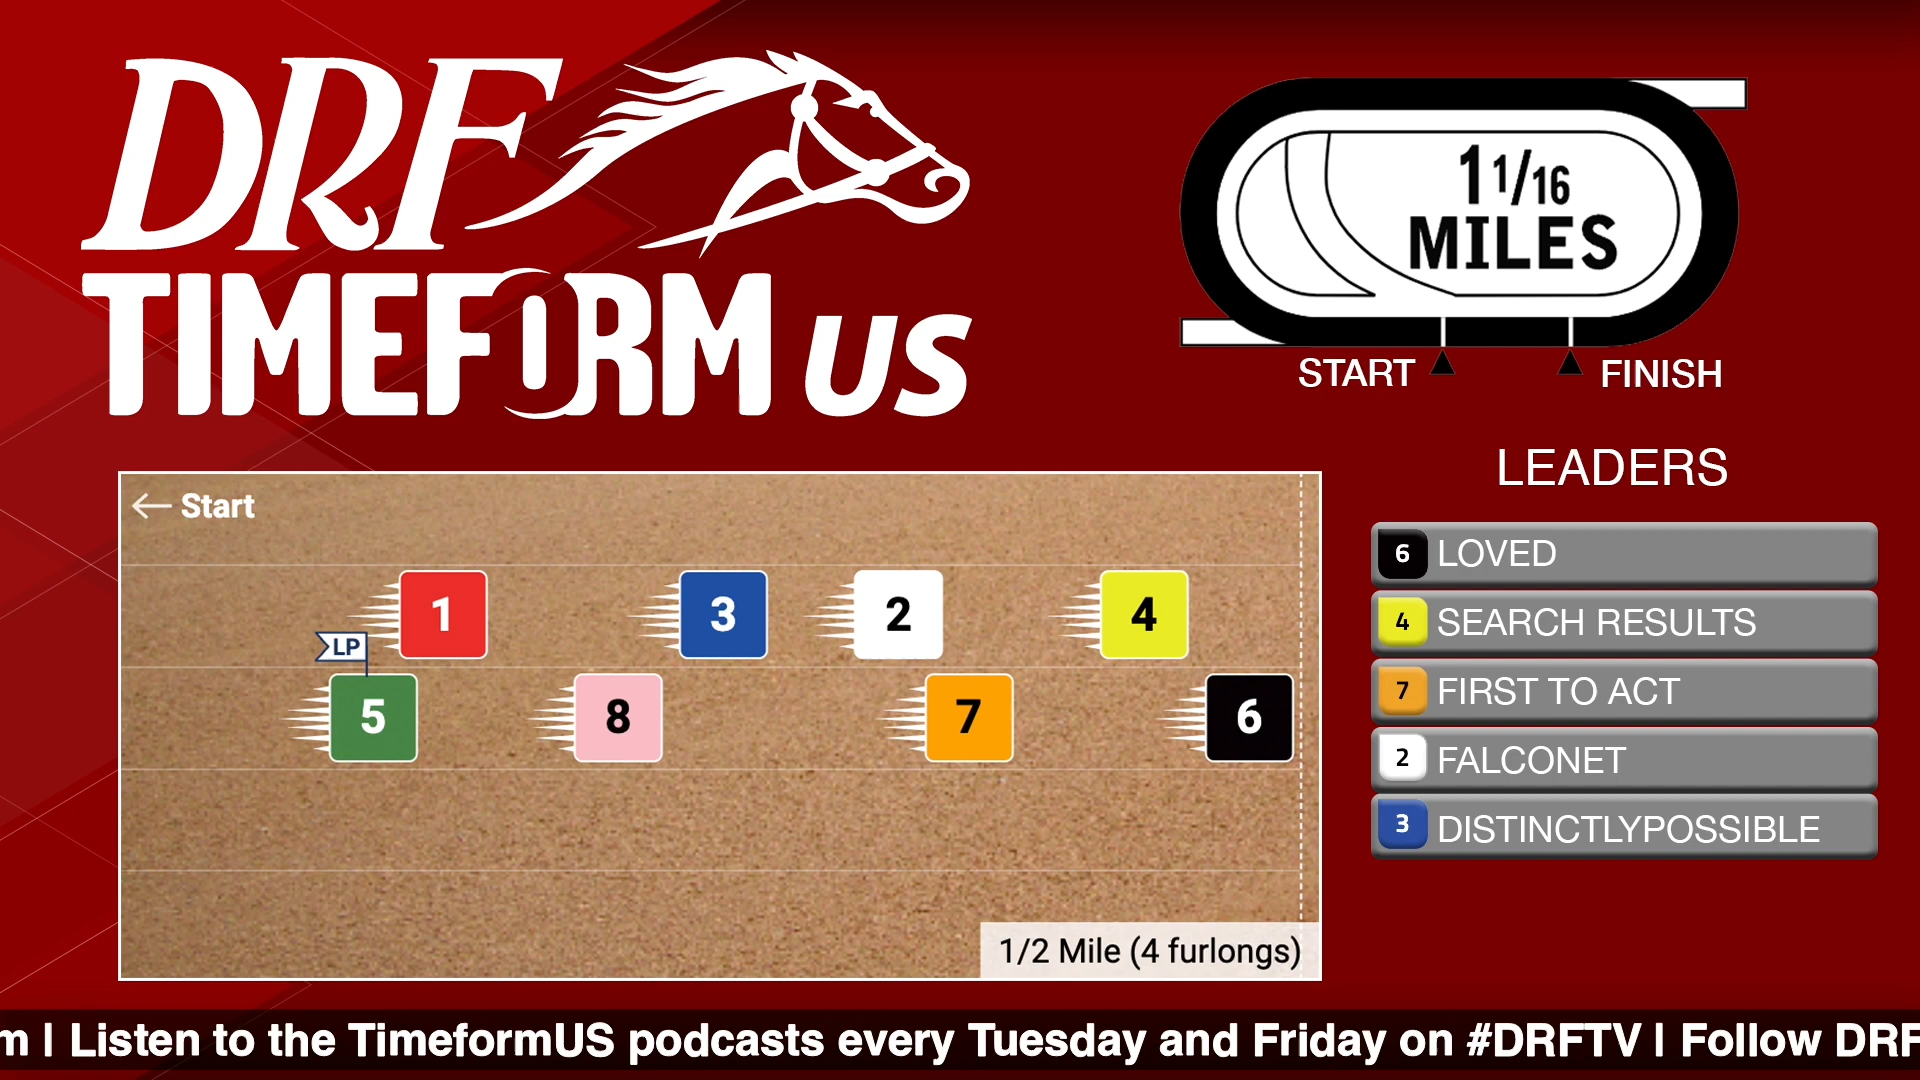 DRF
TIMEFORM US
1 1/16
MILES
START
FINISH
← Start
1
3
2
4
LP
5
8
7
6
1/2 Mile (4 furlongs)
LEADERS
6 LOVED
4 SEARCH RESULTS
7 FIRST TO ACT
2 FALCONET
3 DISTINCTLYPOSSIBLE
m | Listen to the TimeformUS podcasts every Tuesday and Friday on #DRFTV | Follow DRF